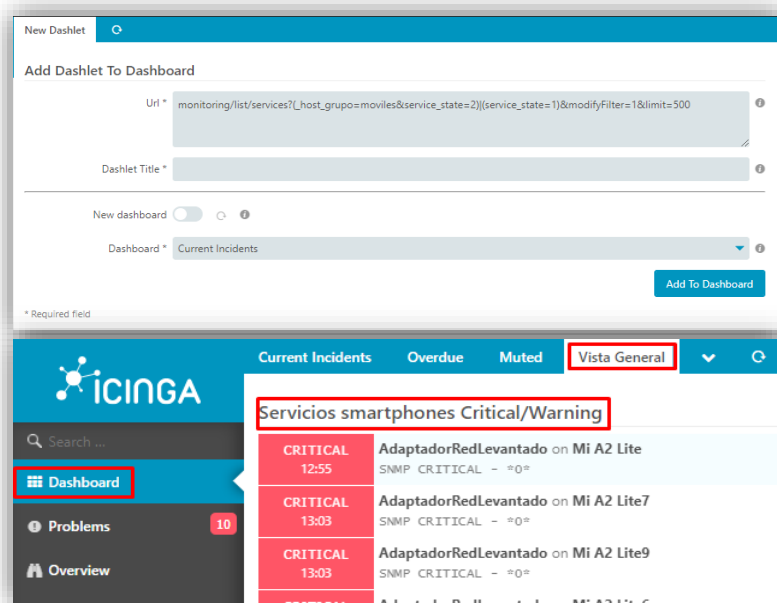 New Dashlet
Add Dashlet To Dashboard
Url * monitoring/list/services?(_host_grupo=moviles&service_state=2)|(service_state=1)&modifyFilter=1&limit=500
Dashlet Title *
New dashboard
Dashboard * Current Incidents
Add To Dashboard
* Required field
ICINGA
Current Incidents Overdue Muted Vista General
Search ...
Dashboard
Problems 10
Overview
Servicios smartphones Critical/Warning
CRITICAL AdaptadorRedLevantado on Mi A2 Lite
12:55 SNMP CRITICAL - *0*
CRITICAL AdaptadorRedLevantado on Mi A2 Lite7
13:03 SNMP CRITICAL - *0*
CRITICAL AdaptadorRedLevantado on Mi A2 Lite9
13:03 SNMP CRITICAL - *0*